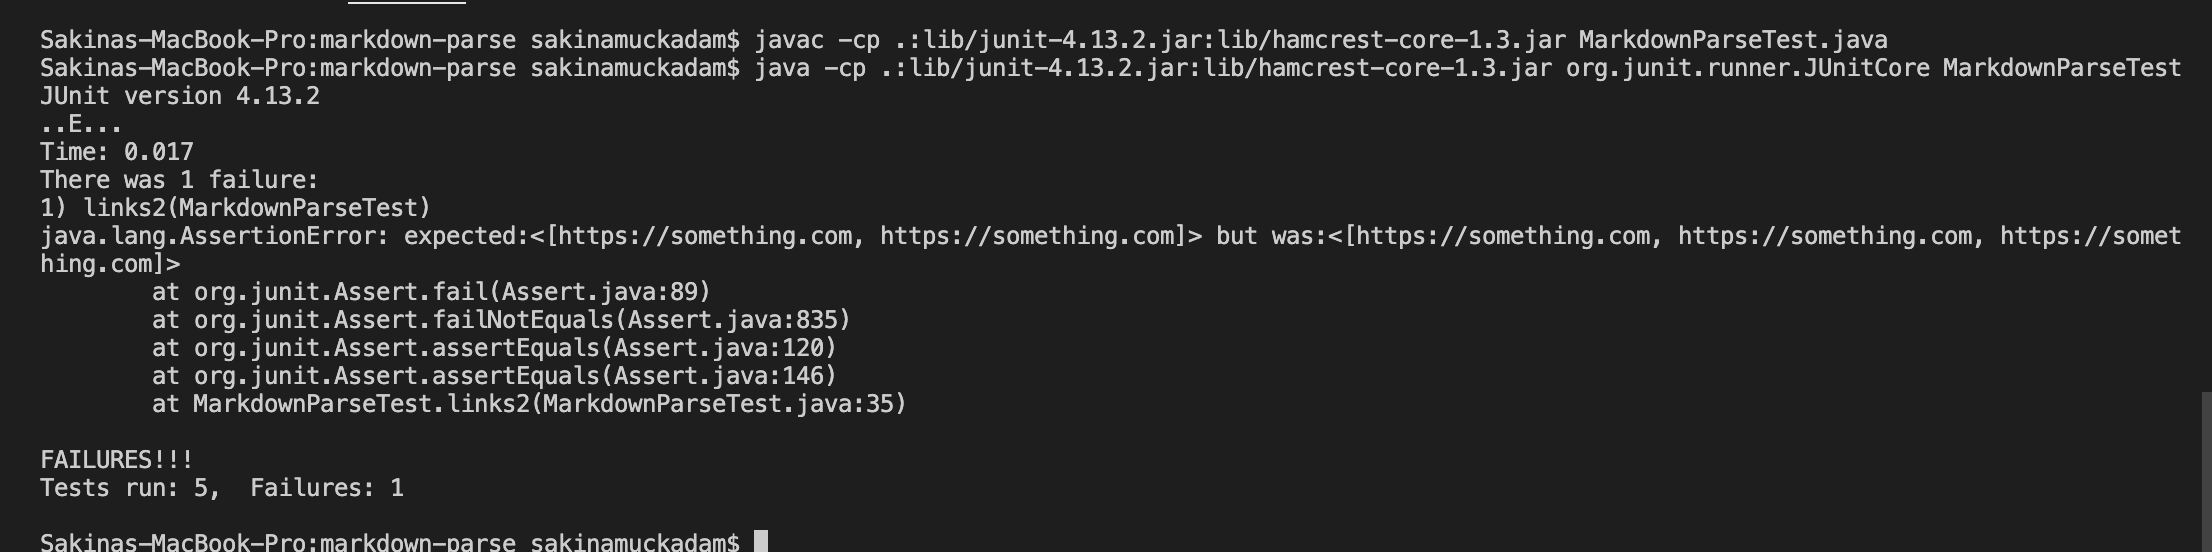 Sakinas-MacBook-Pro:markdown-parse sakinamuckadam$ javac -cp .:lib/junit-4.13.2.jar:lib/hamcrest-core-1.3.jar MarkdownParseTest.java
Sakinas-MacBook-Pro:markdown-parse sakinamuckadam$ java -cp .:lib/junit-4.13.2.jar:lib/hamcrest-core-1.3.jar org.junit.runner.JUnitCore MarkdownParseTest
JUnit version 4.13.2
..E...
Time: 0.017
There was 1 failure:
1) links2(MarkdownParseTest)
java.lang.AssertionError: expected:<[https://something.com, https://something.com]> but was:<[https://something.com, https://something.com, https://somet
hing.com]>
        at org.junit.Assert.fail(Assert.java:89)
        at org.junit.Assert.failNotEquals(Assert.java:835)
        at org.junit.Assert.assertEquals(Assert.java:120)
        at org.junit.Assert.assertEquals(Assert.java:146)
        at MarkdownParseTest.links2(MarkdownParseTest.java:35)
FAILURES!!!
Tests run: 5,  Failures: 1
Sakinas-MacBook-Pro:markdown-parse sakinamuckadam$